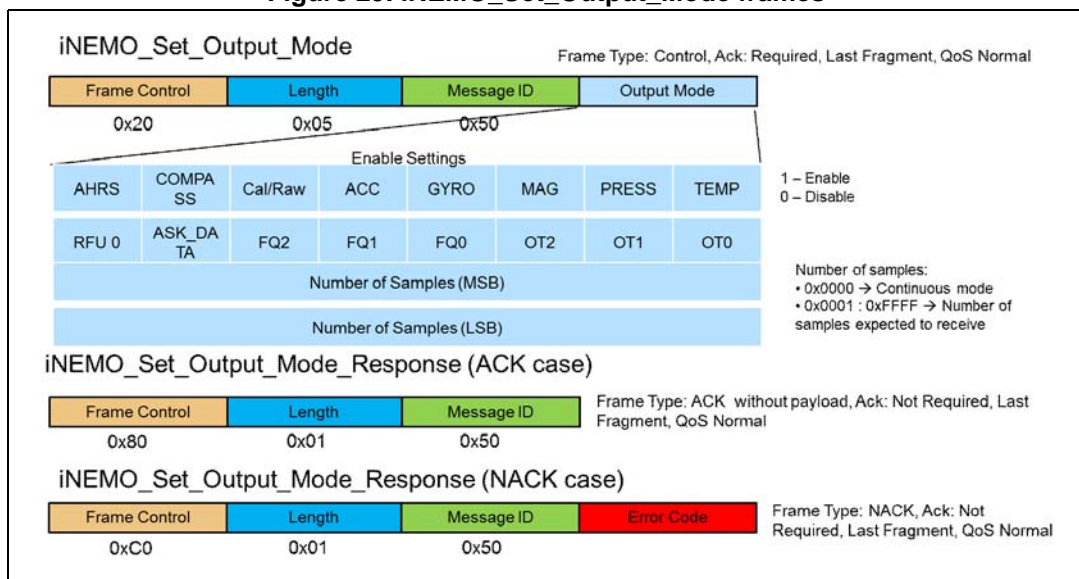 iNEMO_Set_Output_Mode
Frame Type: Control, Ack: Required, Last Fragment, QoS Normal
Frame Control
Length
Message ID
Output Mode
0x20
0x05
0x50
Enable Settings
AHRS
COMPA
SS
Cal/Raw
ACC
GYRO
MAG
PRESS
TEMP
1 – Enable
0 – Disable
RFU 0
ASK_DA
TA
FQ2
FQ1
FQ0
OT2
OT1
OT0
Number of Samples (MSB)
Number of Samples (LSB)
Number of samples:
• 0x0000 → Continuous mode
• 0x0001 : 0xFFFF → Number of
samples expected to receive
iNEMO_Set_Output_Mode_Response (ACK case)
Frame Control
Length
Message ID
Frame Type: ACK without payload, Ack: Not Required, Last
Fragment, QoS Normal
0x80
0x01
0x50
iNEMO_Set_Output_Mode_Response (NACK case)
Frame Control
Length
Message ID
Error Code
Frame Type: NACK, Ack: Not
Required, Last Fragment, QoS Normal
0xC0
0x01
0x50